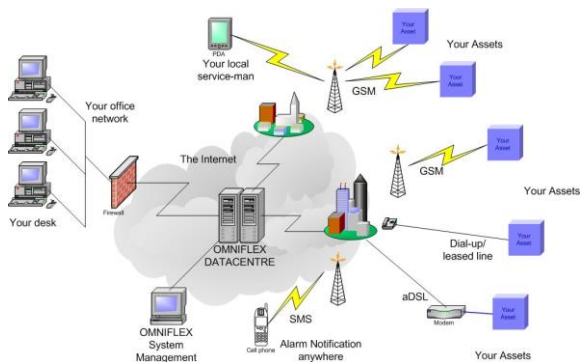 PDA
Your local
service-man
Your
Asset
Your Assets
Your
Asset
GSM
Your office
network
The Internet
Firewall
Your desk
Your
Asset
GSM
Your Assets
OMNIFLEX
DATACENTRE
Your
Asset
Dial-up/
leased line
aDSL
Modem
Your
Asset
SMS
OMNIFLEX
System
Management
Cell phone
Alarm Notification
anywhere
Your Assets